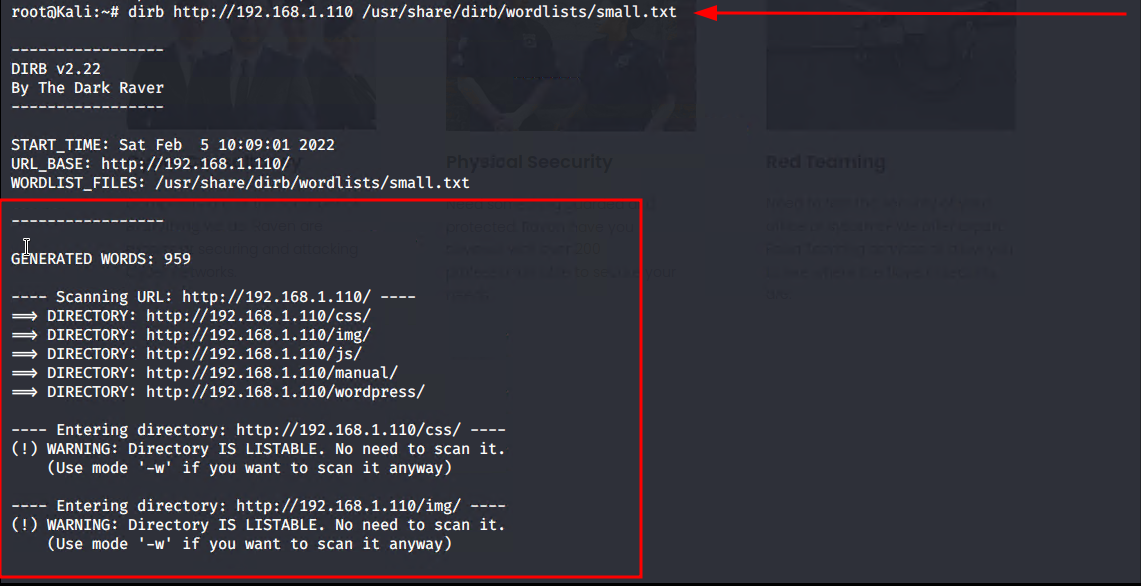 root@Kali:~# dirb http://192.168.1.110 /usr/share/dirb/wordlists/small.txt
-----------------
DIRB v2.22
By The Dark Raver
-----------------
START_TIME: Sat Feb  5 10:09:01 2022
URL_BASE: http://192.168.1.110/
WORDLIST_FILES: /usr/share/dirb/wordlists/small.txt
Physical Seecurity
Red Teaming
-----------------
GENERATED WORDS: 959
---- Scanning URL: http://192.168.1.110/ ----
==> DIRECTORY: http://192.168.1.110/css/
==> DIRECTORY: http://192.168.1.110/img/
==> DIRECTORY: http://192.168.1.110/js/
==> DIRECTORY: http://192.168.1.110/manual/
==> DIRECTORY: http://192.168.1.110/wordpress/
---- Entering directory: http://192.168.1.110/css/ ----
(!) WARNING: Directory IS LISTABLE. No need to scan it.
    (Use mode '-w' if you want to scan it anyway)
---- Entering directory: http://192.168.1.110/img/ ----
(!) WARNING: Directory IS LISTABLE. No need to scan it.
    (Use mode '-w' if you want to scan it anyway)